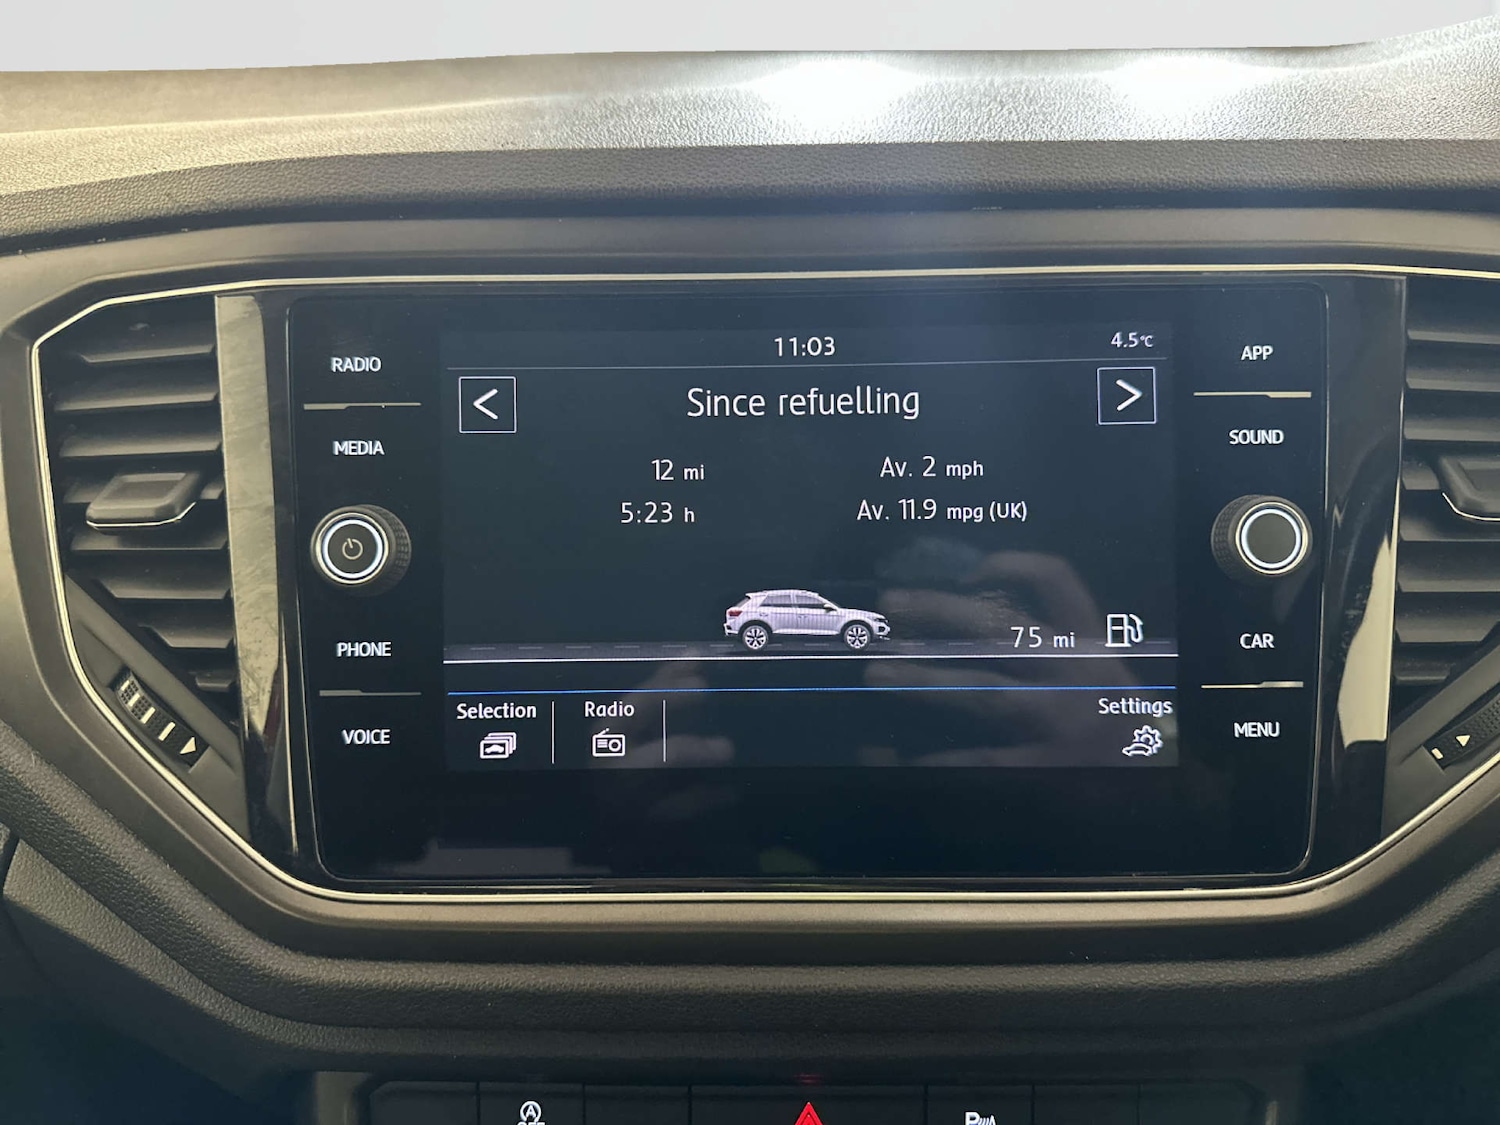 11:03
4.5°C
RADIO
APP
<
Since refuelling
>
MEDIA
SOUND
12 mi
Av. 2 mph
5:23 h
Av. 11.9 mpg (UK)
PHONE
75 mi
CAR
VOICE
Selection
Radio
Settings
MENU
A
OFF
P